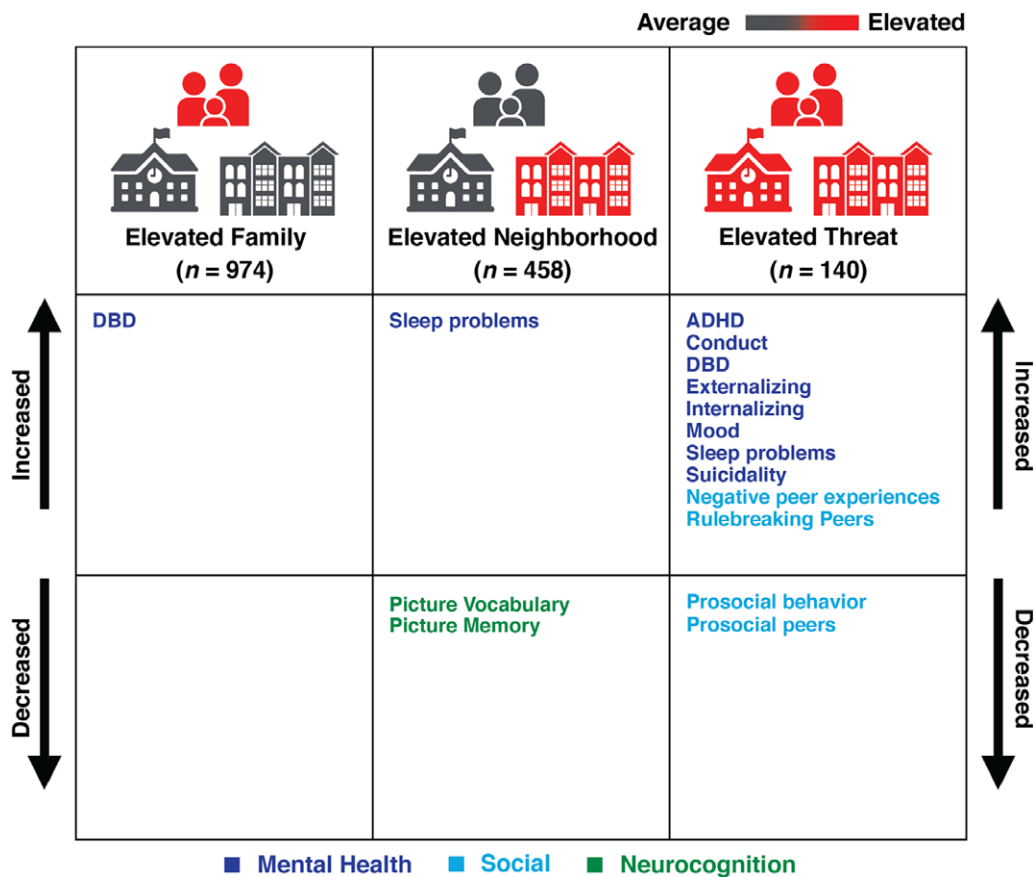 Average Elevated
Elevated Family
(n = 974)
Elevated Neighborhood
(n = 458)
Elevated Threat
(n = 140)
Increased
DBD
Sleep problems
ADHD
Conduct
DBD
Externalizing
Internalizing
Mood
Sleep problems
Suicidality
Negative peer experiences
Rulebreaking Peers
Increased
Decreased
Picture Vocabulary
Picture Memory
Prosocial behavior
Prosocial peers
Decreased
Mental Health Social Neurocognition